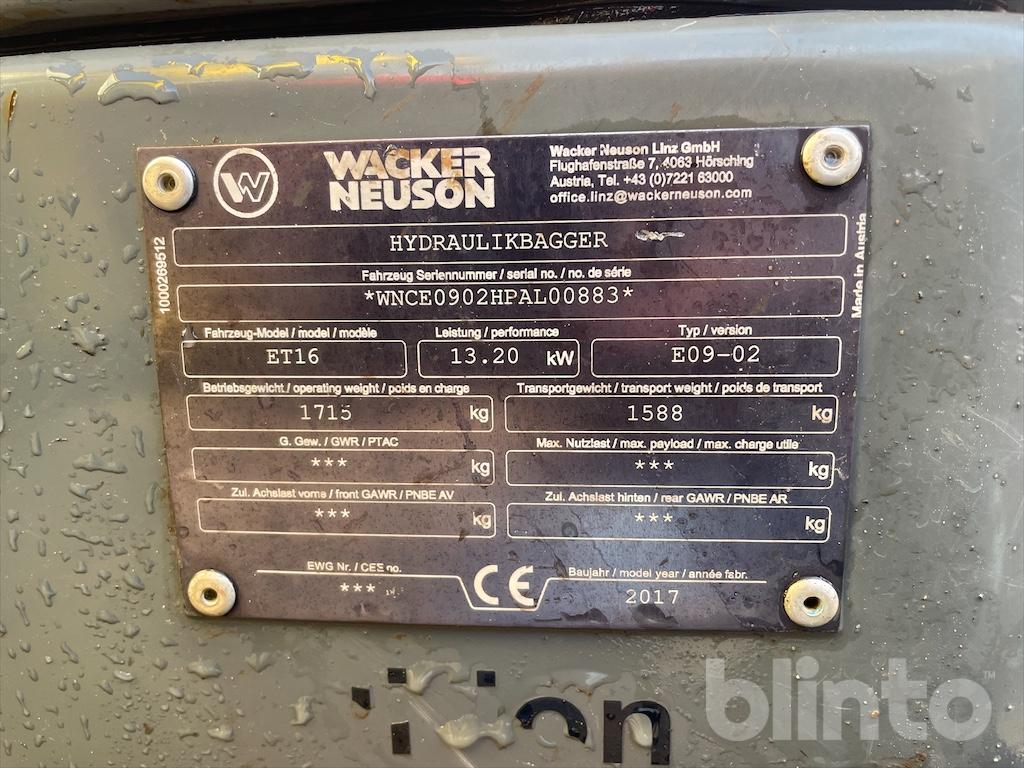 WACKER
NEUSON
Wacker Neuson Linz GmbH
Flughafenstraße 7, 4063 Hörsching
Austria, Tel. +43 (0)7221 63000
office.linz@wackerneuson.com
1000269512
Made in Austria
HYDRAULIKBAGGER
Fahrzeug Seriennummer / serial no. / no. de série
*WNCE0902HPAL00883*
Fahrzeug-Model / model / modèle
ET16
Leistung / performance
13.20 kW
Typ / version
E09-02
Betriebsgewicht / operating weight / poids en charge
1715 kg
Transportgewicht / transport weight / poids de transport
1588 kg
G. Gew. / GWR / PTAC
*** kg
Max. Nutzlast / max. payload / max. charge utile
*** kg
Zul. Achslast vorne / front GAWR / PNBE AV
*** kg
Zul. Achslast hinten / rear GAWR / PNBE AR
*** kg
EWG Nr. / CEE no.
***
CE
Baujahr / model year / année fabr.
2017
on
blinto™